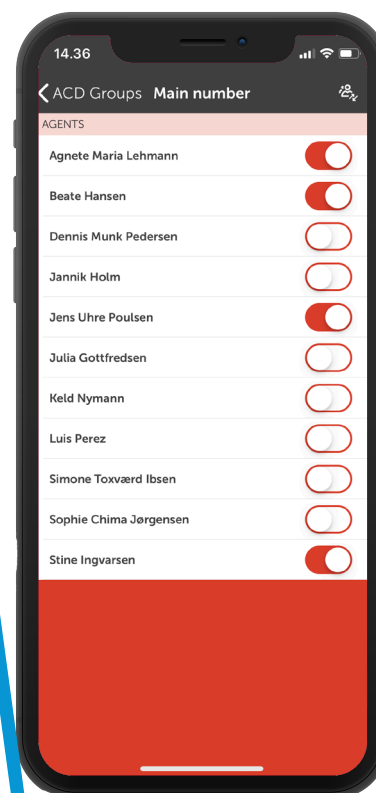 14.36
ACD Groups Main number
AGENTS
Agnete Maria Lehmann
Beate Hansen
Dennis Munk Pedersen
Jannik Holm
Jens Uhre Poulsen
Julia Gottfredsen
Keld Nymann
Luis Perez
Simone Toxværd Ibsen
Sophie Chima Jørgensen
Stine Ingvarsen